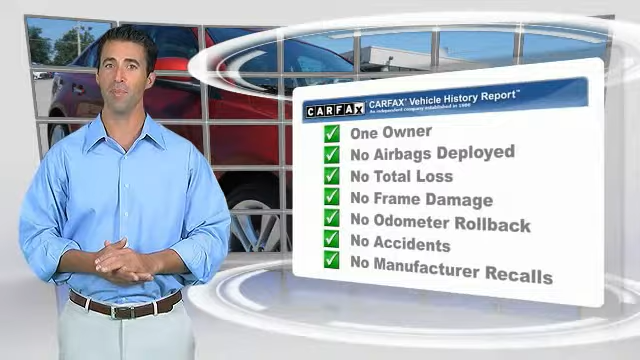 CARFAX CARFAX® Vehicle History Report™
An independent company established in 1986
One Owner
No Airbags Deployed
No Total Loss
No Frame Damage
No Odometer Rollback
No Accidents
No Manufacturer Recalls